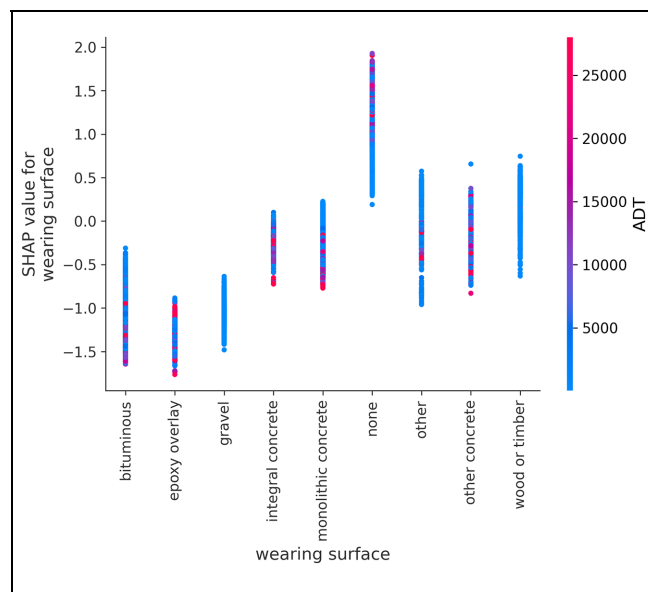 2.0
1.5
1.0
0.5
0.0
−0.5
−1.0
−1.5
SHAP value for
wearing surface
bituminous
epoxy overlay
gravel
integral concrete
monolithic concrete
none
other
other concrete
wood or timber
wearing surface
25000
20000
15000
10000
5000
ADT